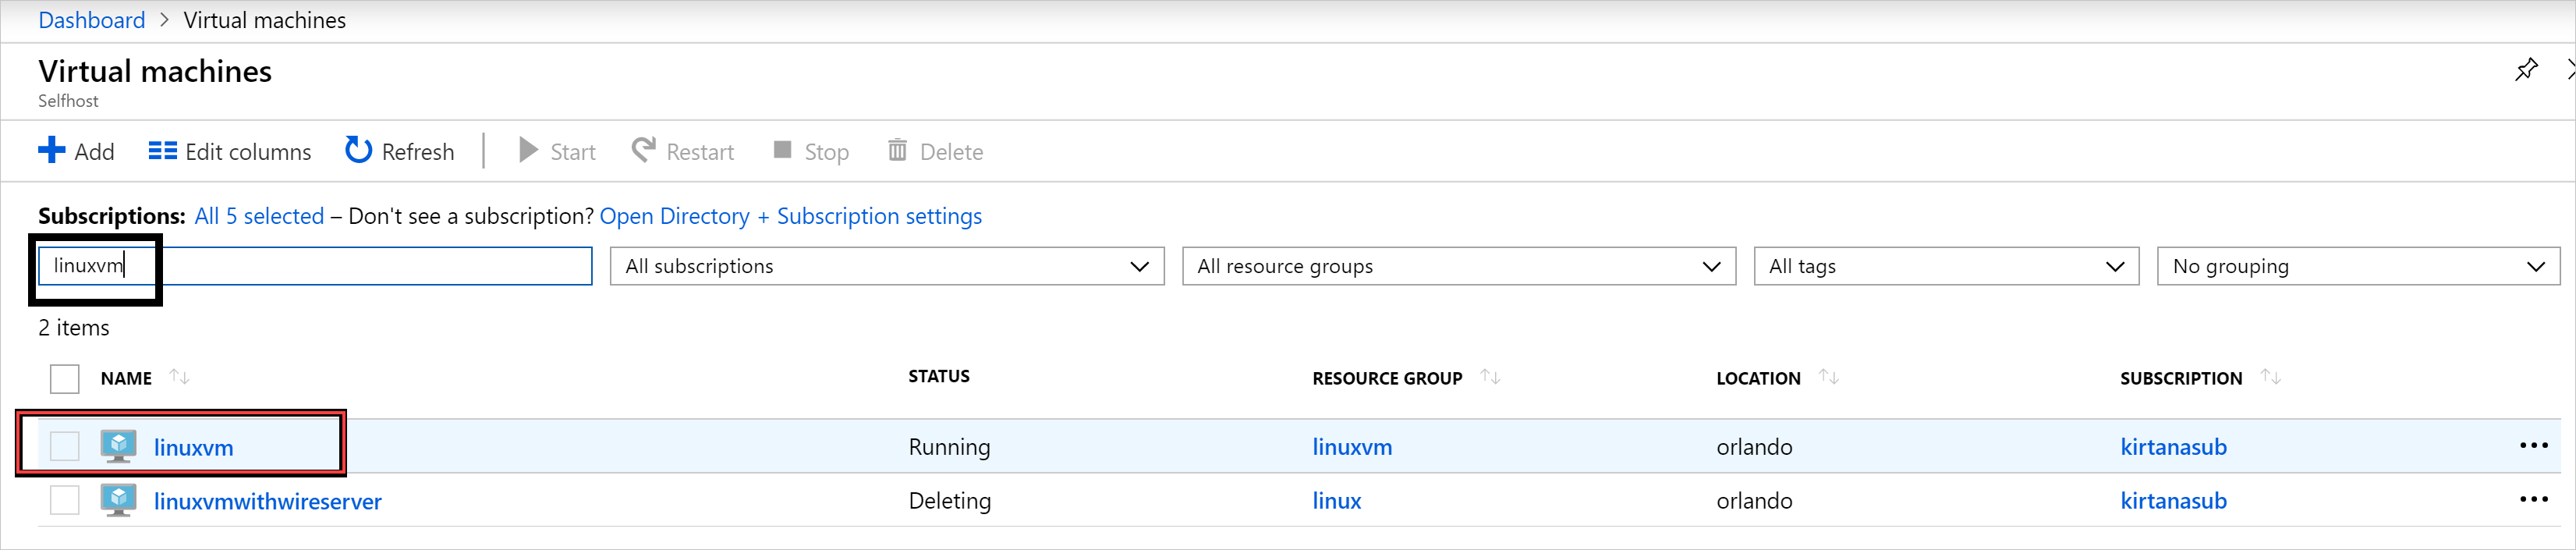 Dashboard > Virtual machines
Virtual machines
Selfhost
Add Edit columns Refresh Start Restart Stop Delete
Subscriptions: All 5 selected – Don't see a subscription? Open Directory + Subscription settings
linuxvm All subscriptions All resource groups All tags No grouping
2 items
NAME STATUS RESOURCE GROUP LOCATION SUBSCRIPTION
linuxvm Running linuxvm orlando kirtanasub
linuxvmwithwireserver Deleting linux orlando kirtanasub